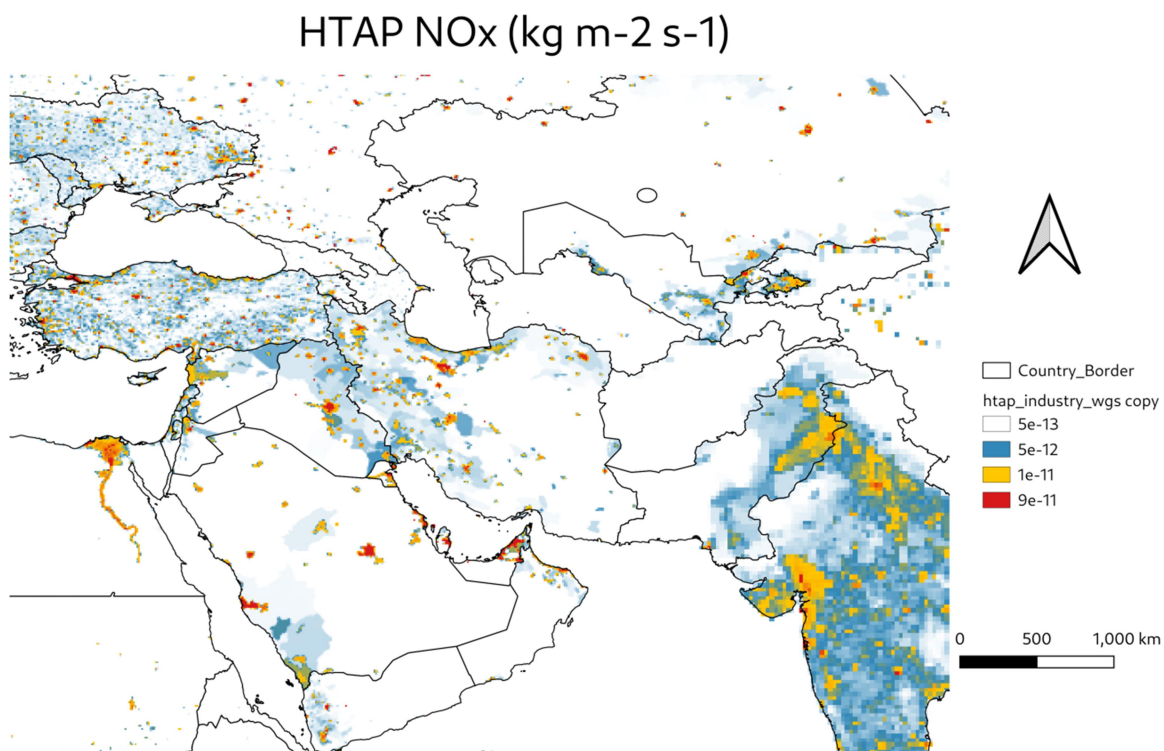 HTAP NOx (kg m-2 s-1)
Country_Border
htap_industry_wgs copy
5e-13
5e-12
1e-11
9e-11
0 500 1,000 km